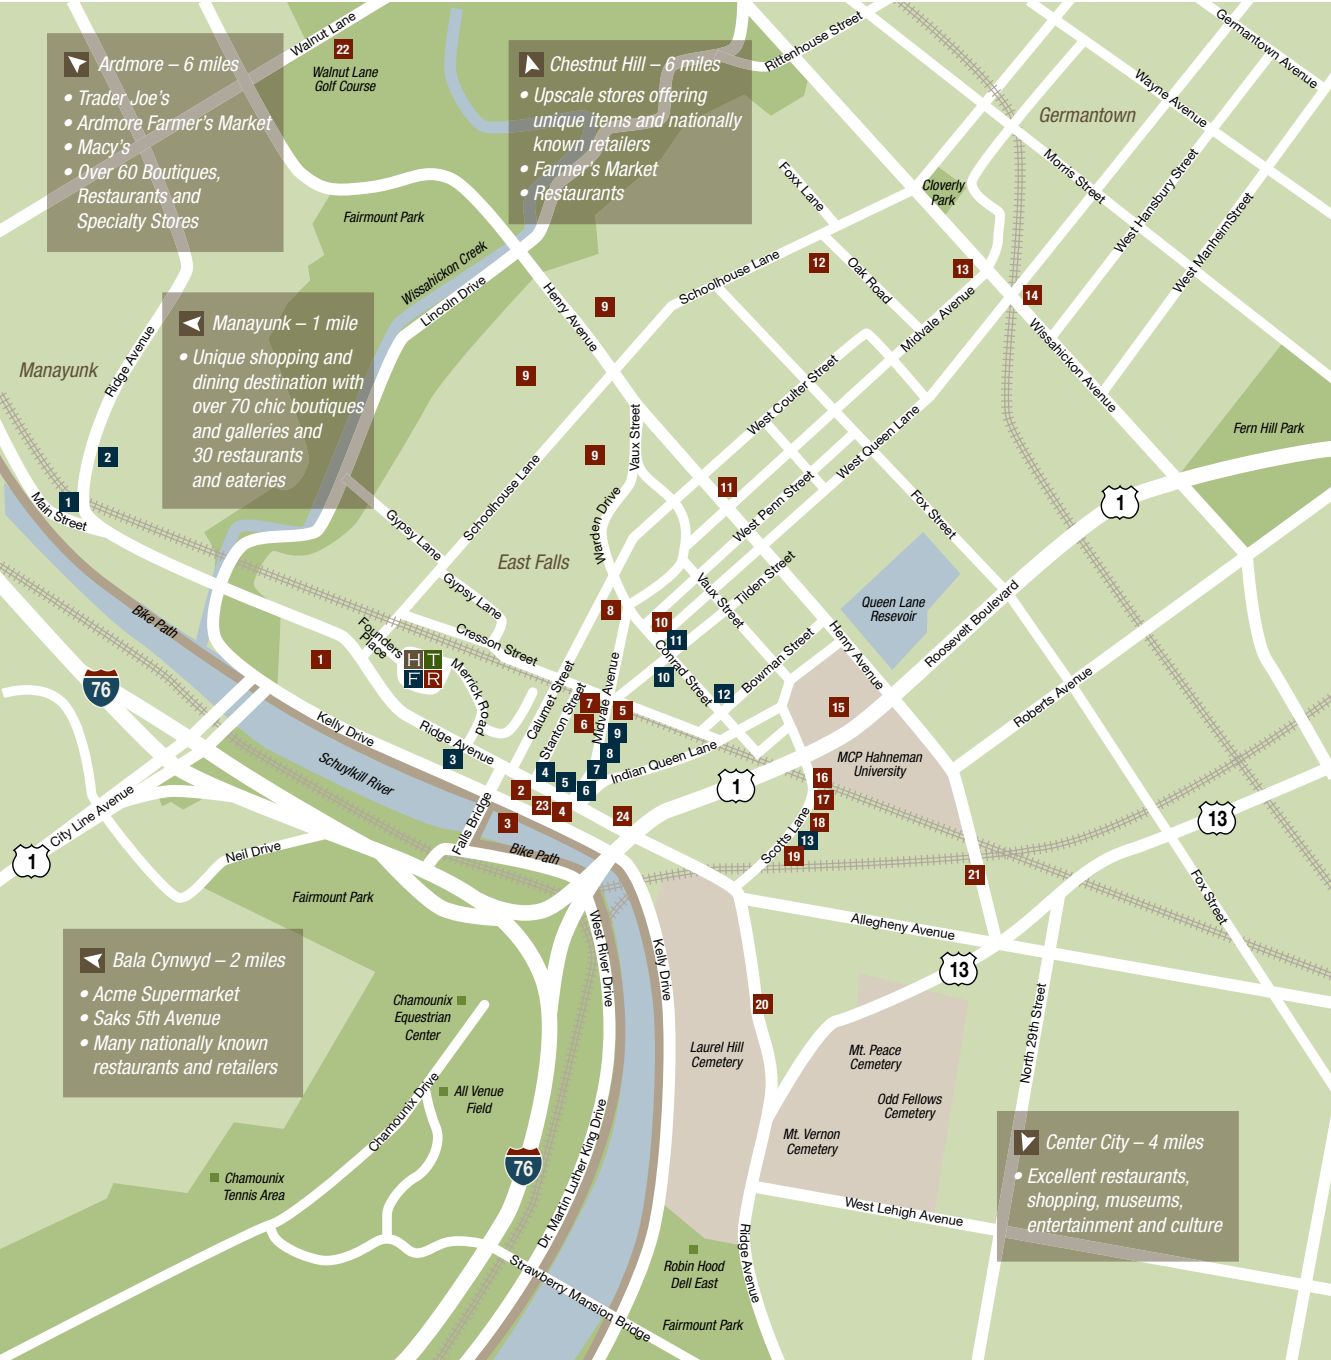 Ardmore – 6 miles
• Trader Joe's
• Ardmore Farmer's Market
• Macy's
• Over 60 Boutiques,
Restaurants and
Specialty Stores
Walnut Lane
22
Walnut Lane
Golf Course
Chestnut Hill – 6 miles
• Upscale stores offering
unique items and nationally
known retailers
• Farmer's Market
• Restaurants
Rittenhouse Street
Germantown Avenue
Wayne Avenue
Germantown
Morris Street
West Hansbury Street
West ManheimStreet
Cloverly
Park
Foxx Lane
Fairmount Park
Wissahickon Creek
Lincoln Drive
Henry Avenue
Schoolhouse Lane
12
Oak Road
13
14
Midvale Avenue
Wissahickon Avenue
Manayunk – 1 mile
• Unique shopping and
dining destination with
over 70 chic boutiques
and galleries and
30 restaurants
and eateries
Manayunk
Ridge Avenue
9
9
9
Vaux Street
West Coulter Street
West Queen Lane
Fern Hill Park
2
1
Main Street
Schoolhouse Lane
11
West Penn Street
Fox Street
1
Gypsy Lane
Warden Drive
East Falls
Gypsy Lane
Vaux Street
Tilden Street
Queen Lane
Resevoir
Roosevelt Boulevard
Bike Path
Founders
Place
Cresson Street
8
10
11
Conrad Street
10
Bowman Street
Henry Avenue
1
HT
FR
Merrick Road
76
12
Roberts Avenue
15
Calumet Street
Stanton Street
Midvale Avenue
7
5
6
9
8
Kelly Drive
Ridge Avenue
3
4
5
7
6
Indian Queen Lane
1
MCP Hahneman
University
Schuylkill River
2
23
4
3
24
16
17
18
13
19
Scotts Lane
13
City Line Avenue
1
Neil Drive
Falls Bridge
Bike Path
21
Fox Street
Fairmount Park
West River Drive
Kelly Drive
Allegheny Avenue
13
Bala Cynwyd – 2 miles
• Acme Supermarket
• Saks 5th Avenue
• Many nationally known
restaurants and retailers
Chamounix
Equestrian
Center
20
North 29th Street
Laurel Hill
Cemetery
Mt. Peace
Cemetery
Odd Fellows
Cemetery
Mt. Vernon
Cemetery
All Venue
Field
Chamounix Drive
Chamounix
Tennis Area
76
Dr. Martin Luther King Drive
Center City – 4 miles
• Excellent restaurants,
shopping, museums,
entertainment and culture
West Lehigh Avenue
Ridge Avenue
Robin Hood
Dell East
Strawberry Mansion Bridge
Fairmount Park